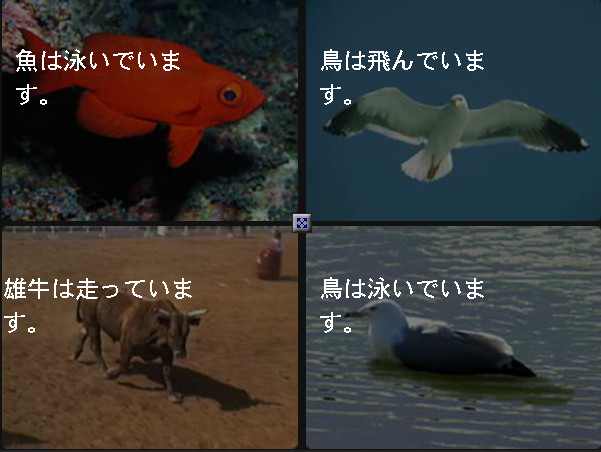 魚は泳いでいま
す。
鳥は飛んでいま
す。
雄牛は走っていま
す。
鳥は泳いでいま
す。